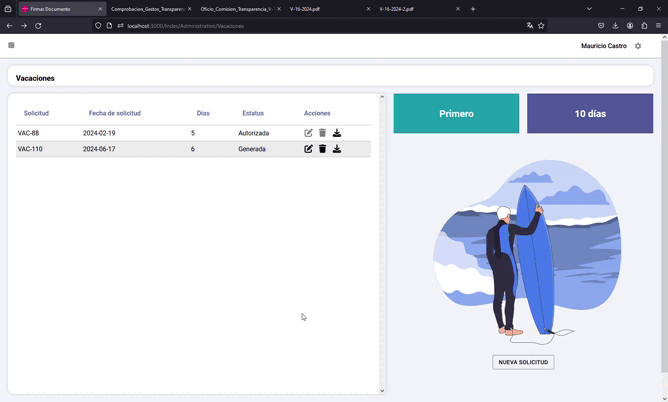 Firmar Documento
Comprobacion_Gastos_Transparen
Oficio_Comision_Transparencia_V-
V-16-2024.pdf
V-16-2024-2.pdf
localhost:3000/Index/Administrativo/Vacaciones
Mauricio Castro
Vacaciones
Solicitud Fecha de solicitud Días Estatus Acciones
VAC-88 2024-02-19 5 Autorizada
VAC-110 2024-06-17 6 Generada
Primero
10 días
NUEVA SOLICITUD